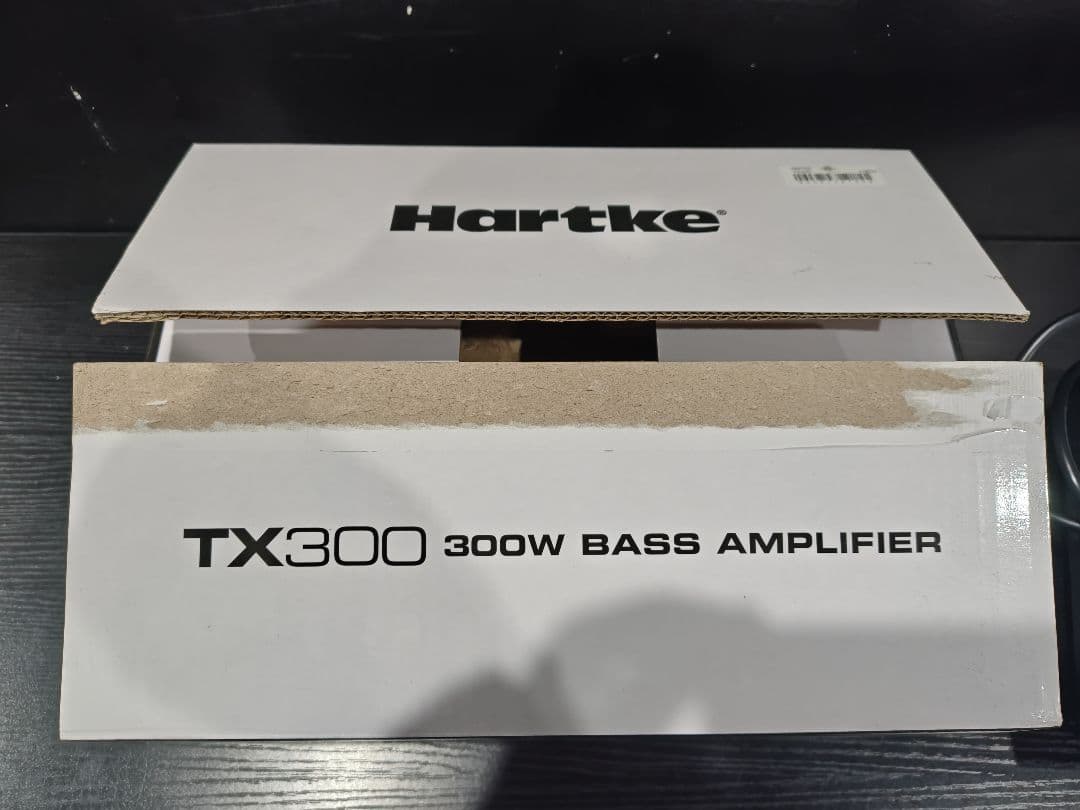 Hartke®
TX300 300W BASS AMPLIFIER